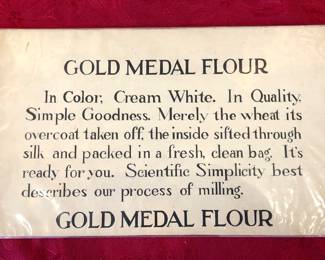 GOLD MEDAL FLOUR
In Color, Cream White. In Quality,
Simple Goodness. Merely the wheat its
overcoat taken off, the inside sifted through
silk and packed in a fresh, clean bag. It's
ready for you. Scientific Simplicity best
describes our process of milling.
GOLD MEDAL FLOUR